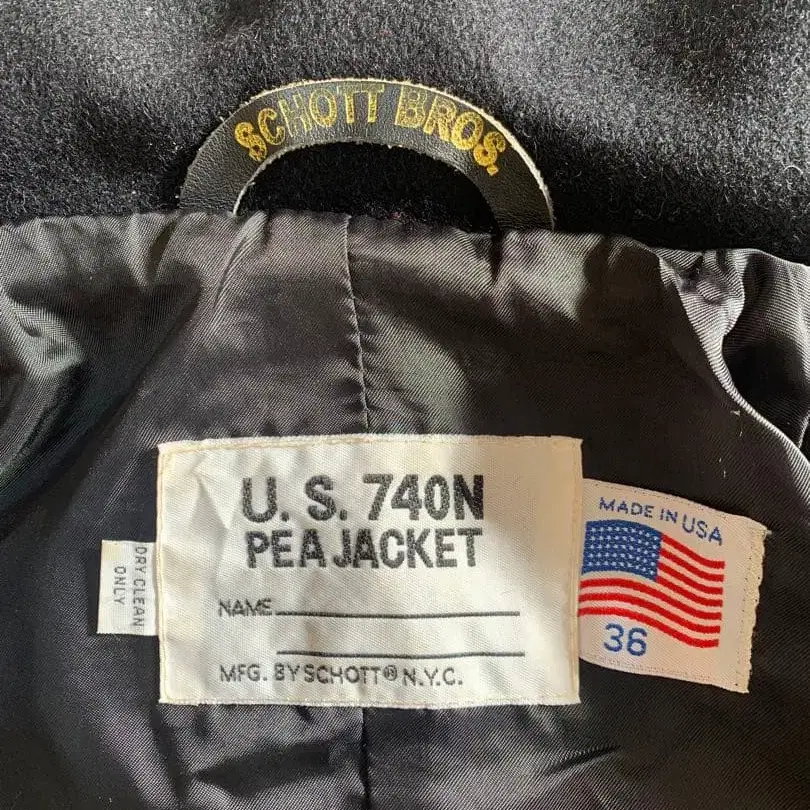 SCHOTT BROS.
U. S. 740N
PEA JACKET
NAME
MFG. BY SCHOTT® N.Y.C.
DRY CLEAN
ONLY
MADE IN USA
36